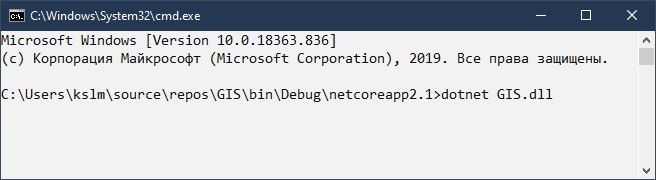 C:\Windows\System32\cmd.exe
Microsoft Windows [Version 10.0.18363.836]
(c) Корпорация Майкрософт (Microsoft Corporation), 2019. Все права защищены.
C:\Users\kslm\source\repos\GIS\bin\Debug\netcoreapp2.1>dotnet GIS.dll